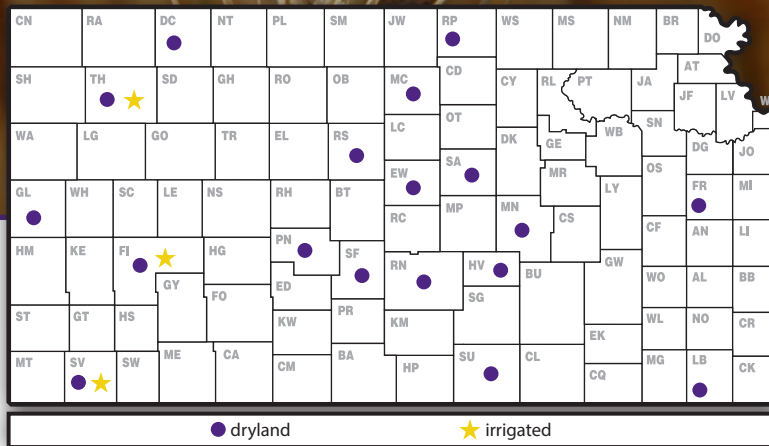 CN RA DC NT PL SM JW RP WS MS NM BR DO
SH TH SD GH RO OB MC CD CY RL PT JA AT
JF LV W
WA LG GO TR EL RS LC OT DK GE WB SN DG JO
GL WH SC LE NS RH BT EW SA MR OS FR MI
RC MP MN CS LY
HM KE FI HG PN SF RN HV BU GW CF AN LI
GY FO ED SG WO AL BB
ST GT HS KW PR KM EK WL NO CR
MT SV SW ME CA CM BA HP SU CL CQ MG LB CK
dryland irrigated